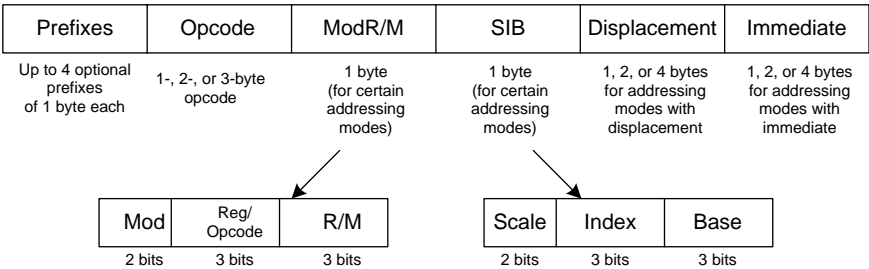 Prefixes Opcode ModR/M SIB Displacement Immediate
Up to 4 optional
prefixes
of 1 byte each
1-, 2-, or 3-byte
opcode
1 byte
(for certain
addressing
modes)
1 byte
(for certain
addressing
modes)
1, 2, or 4 bytes
for addressing
modes with
displacement
1, 2, or 4 bytes
for addressing
modes with
immediate
Mod
Reg/
Opcode
R/M
2 bits 3 bits 3 bits
Scale Index Base
2 bits 3 bits 3 bits